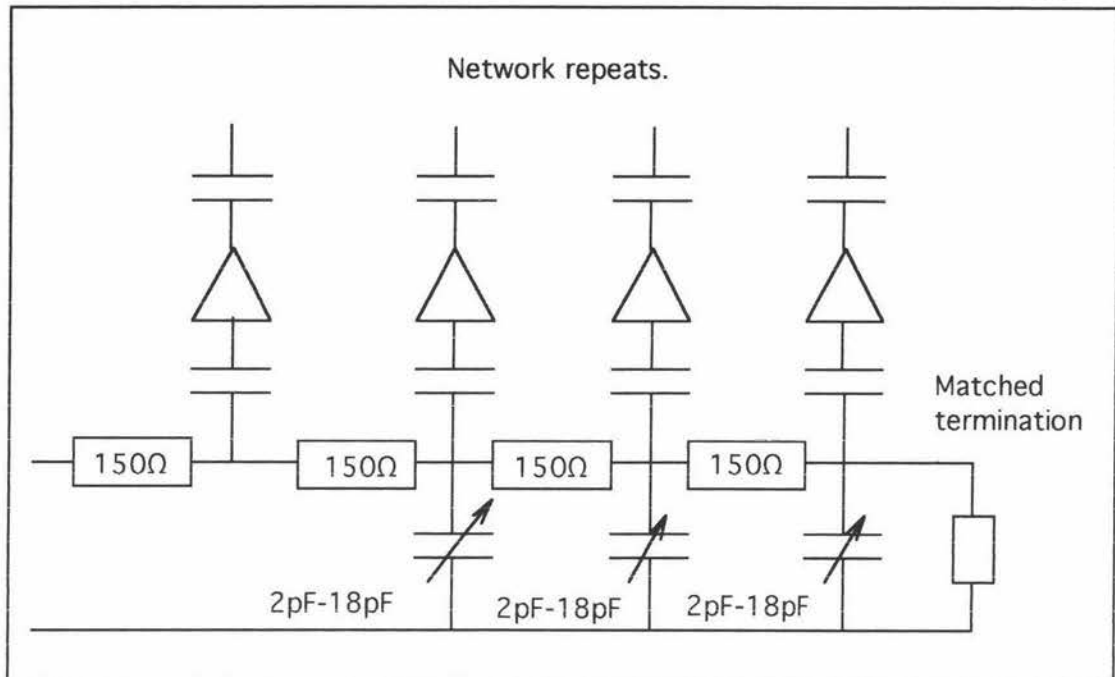 Network repeats.
Matched
termination
150Ω
150Ω
150Ω
150Ω
2pF-18pF
2pF-18pF
2pF-18pF